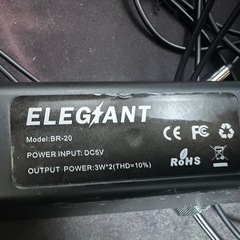 ELEGIANT
Model:BR-20
POWER INPUT: DC5V
OUTPUT POWER: 3W*2(THD=10%)
CE FC
RoHS